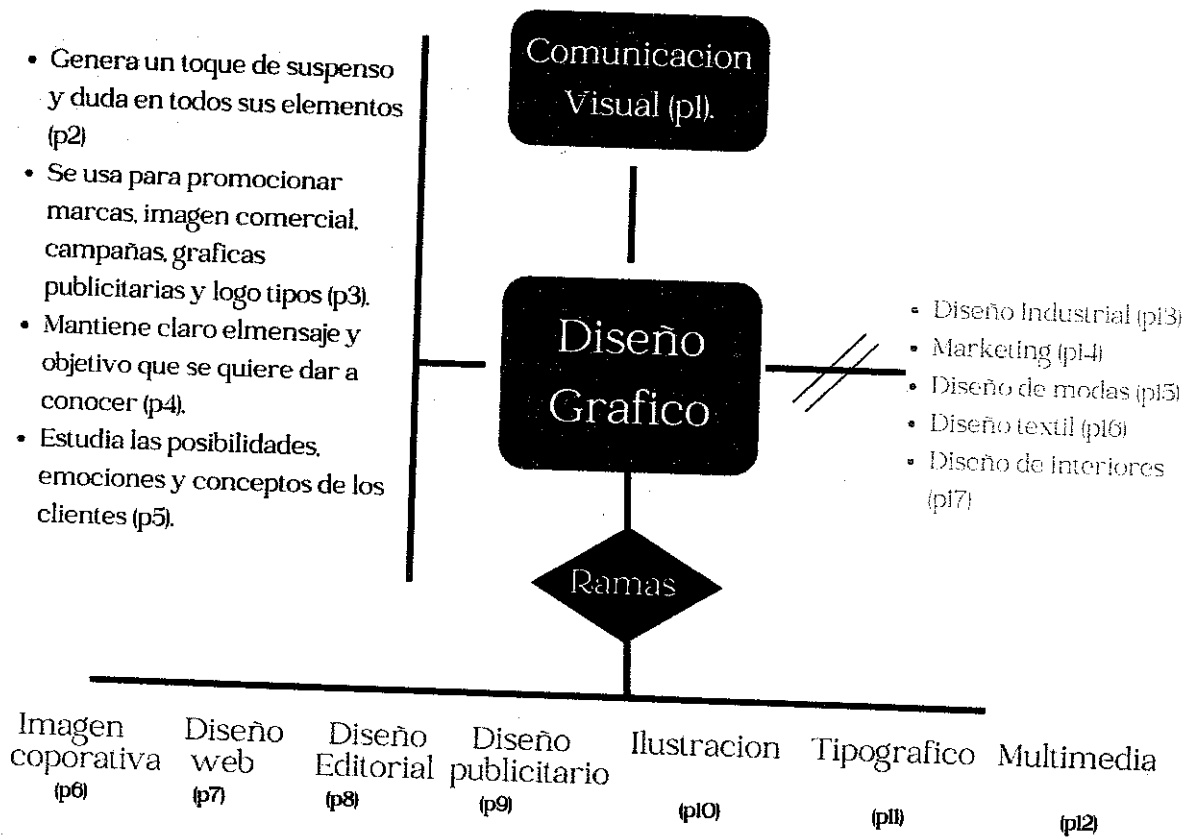 Comunicacion
Visual (p1).
• Genera un toque de suspenso
y duda en todos sus elementos
(p2)
• Se usa para promocionar
marcas, imagen comercial,
campañas, graficas
publicitarias y logo tipos (p3).
• Mantiene claro elmensaje y
objetivo que se quiere dar a
conocer (p4).
• Estudia las posibilidades,
emociones y conceptos de los
clientes (p5).
Diseño
Grafico
• Diseño Industrial (p13)
• Marketing (p14)
• Diseño de modas (p15)
• Diseño textil (p16)
• Diseño de interiores
(p17)
Ramas
Imagen
coporativa
(p6)
Diseño
web
(p7)
Diseño
Editorial
(p8)
Diseño
publicitario
(p9)
Ilustracion
(p10)
Tipografico
(p11)
Multimedia
(p12)